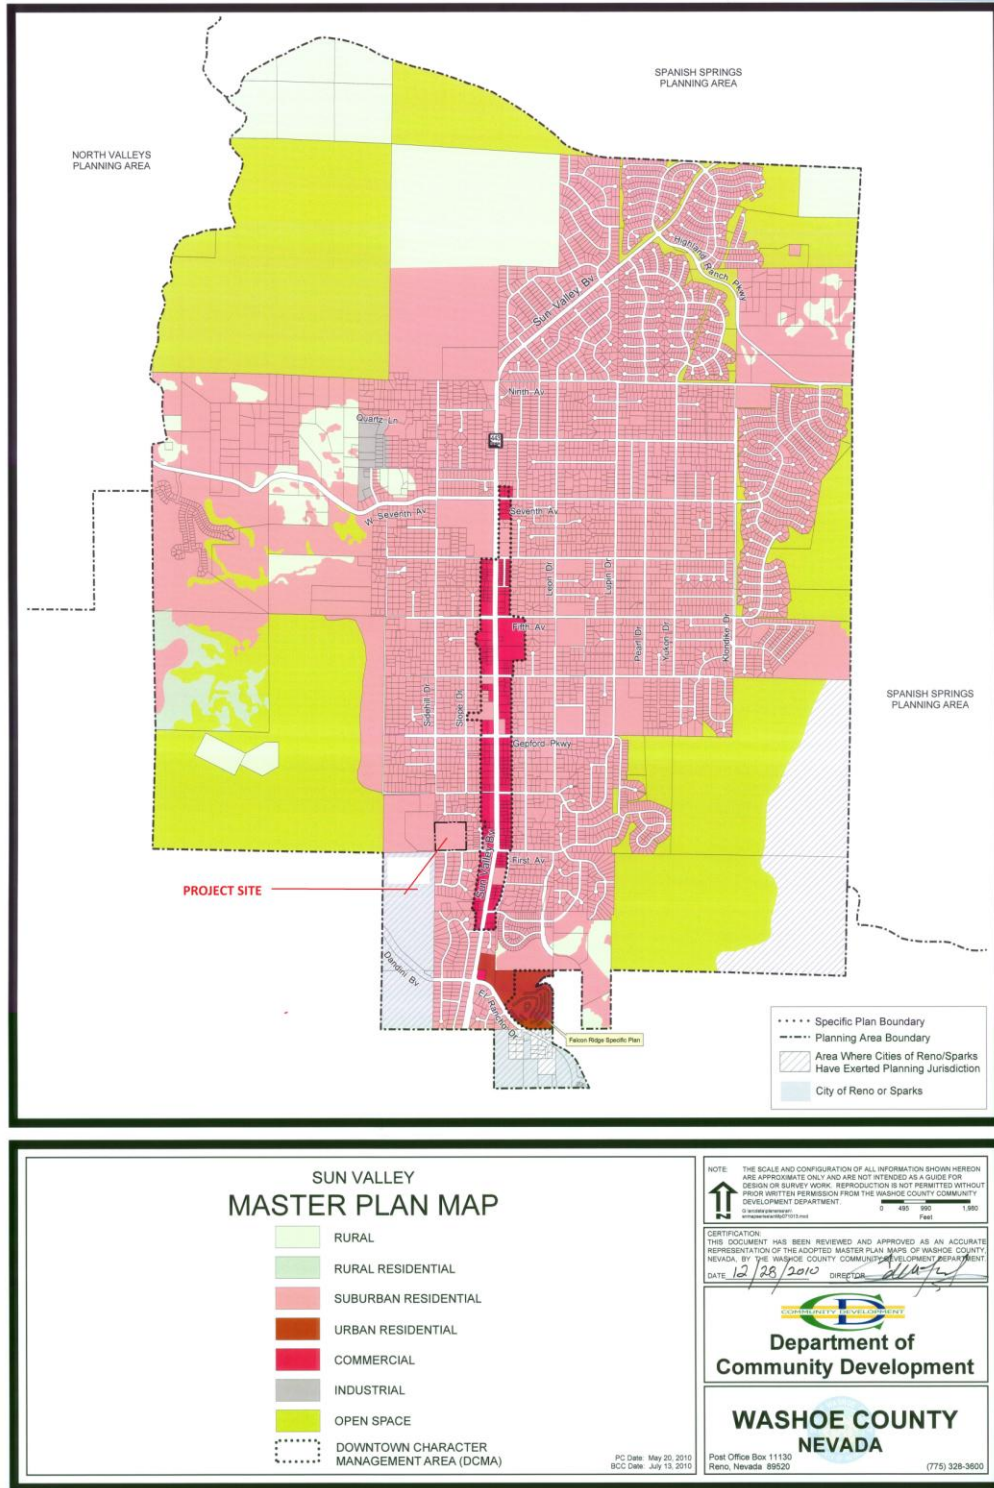 SPANISH SPRINGS
PLANNING AREA
NORTH VALLEYS
PLANNING AREA
Highland Ranch Pkwy
Sun Valley Bv
Ninth Av
Quartz Ln
W Seventh Av
Seventh Av
Leon Dr
Lupin Dr
Fifth Av
Pearl Dr
Yukon Dr
Klondike Dr
Sidehill Dr
Slope Dr
SPANISH SPRINGS
PLANNING AREA
Gepford Pkwy
Sun Valley Bv
First Av
PROJECT SITE
Dandini Bv
El Rancho Dr
Falcon Ridge Specific Plan
Specific Plan Boundary
Planning Area Boundary
Area Where Cities of Reno/Sparks
Have Exerted Planning Jurisdiction
City of Reno or Sparks
SUN VALLEY
MASTER PLAN MAP
RURAL
RURAL RESIDENTIAL
SUBURBAN RESIDENTIAL
URBAN RESIDENTIAL
COMMERCIAL
INDUSTRIAL
OPEN SPACE
DOWNTOWN CHARACTER
MANAGEMENT AREA (DCMA)
PC Date: May 20, 2010
BCC Date: July 13, 2010
NOTE: THE SCALE AND CONFIGURATION OF ALL INFORMATION SHOWN HEREON
ARE APPROXIMATE ONLY AND ARE NOT INTENDED AS A GUIDE FOR
DESIGN OR SURVEY WORK. REPRODUCTION IS NOT PERMITTED WITHOUT
PRIOR WRITTEN PERMISSION FROM THE WASHOE COUNTY COMMUNITY
DEVELOPMENT DEPARTMENT.
0 495 990 1,980
Feet
CERTIFICATION:
THIS DOCUMENT HAS BEEN REVIEWED AND APPROVED AS AN ACCURATE
REPRESENTATION OF THE ADOPTED MASTER PLAN MAPS OF WASHOE COUNTY,
NEVADA, BY THE WASHOE COUNTY COMMUNITY DEVELOPMENT DEPARTMENT.
DATE 12/28/2010 DIRECTOR
COMMUNITY DEVELOPMENT
Department of
Community Development
WASHOE COUNTY
NEVADA
Post Office Box 11130
Reno, Nevada 89520
(775) 328-3600